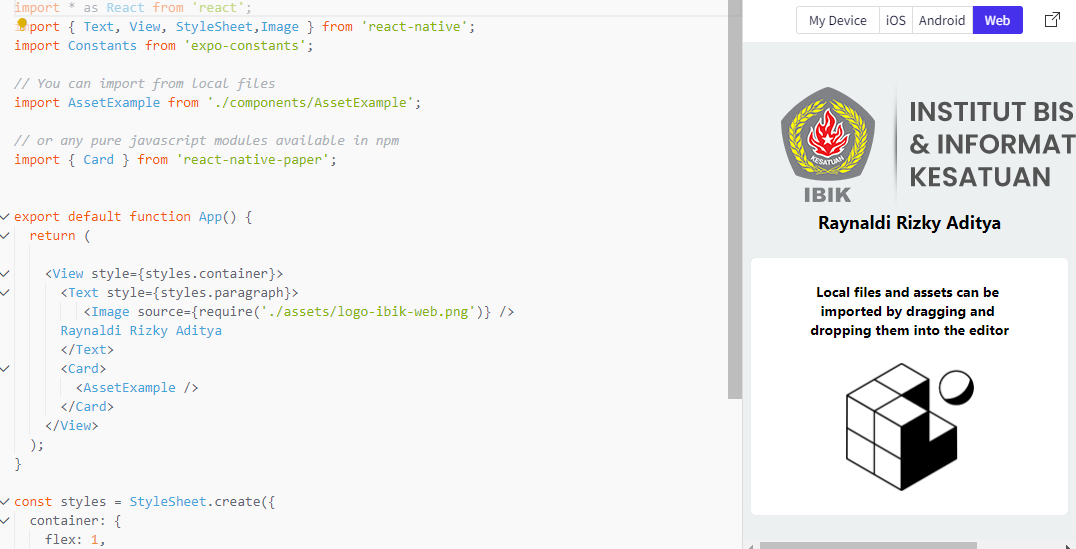 import * as React from 'react';
import { Text, View, StyleSheet,Image } from 'react-native';
import Constants from 'expo-constants';
// You can import from local files
import AssetExample from './components/AssetExample';
// or any pure javascript modules available in npm
import { Card } from 'react-native-paper';
export default function App() {
return (
<View style={styles.container}>
<Text style={styles.paragraph}>
<Image source={require('./assets/logo-ibik-web.png')} />
Raynaldi Rizky Aditya
</Text>
<Card>
<AssetExample />
</Card>
</View>
);
}
const styles = StyleSheet.create({
container: {
flex: 1,
My Device iOS Android Web
KESATUAN
IBIK
INSTITUT BIS
& INFORMAT
KESATUAN
Raynaldi Rizky Aditya
Local files and assets can be
imported by dragging and
dropping them into the editor